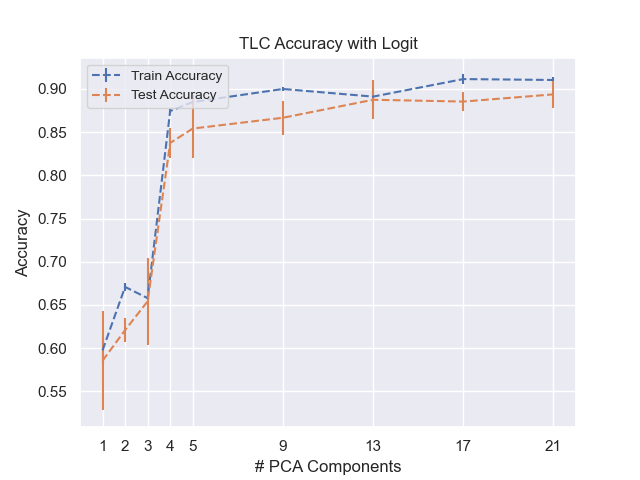 TLC Accuracy with Logit
Train Accuracy
Test Accuracy
0.90
0.85
0.80
0.75
0.70
0.65
0.60
0.55
Accuracy
1 2 3 4 5 9 13 17 21
# PCA Components